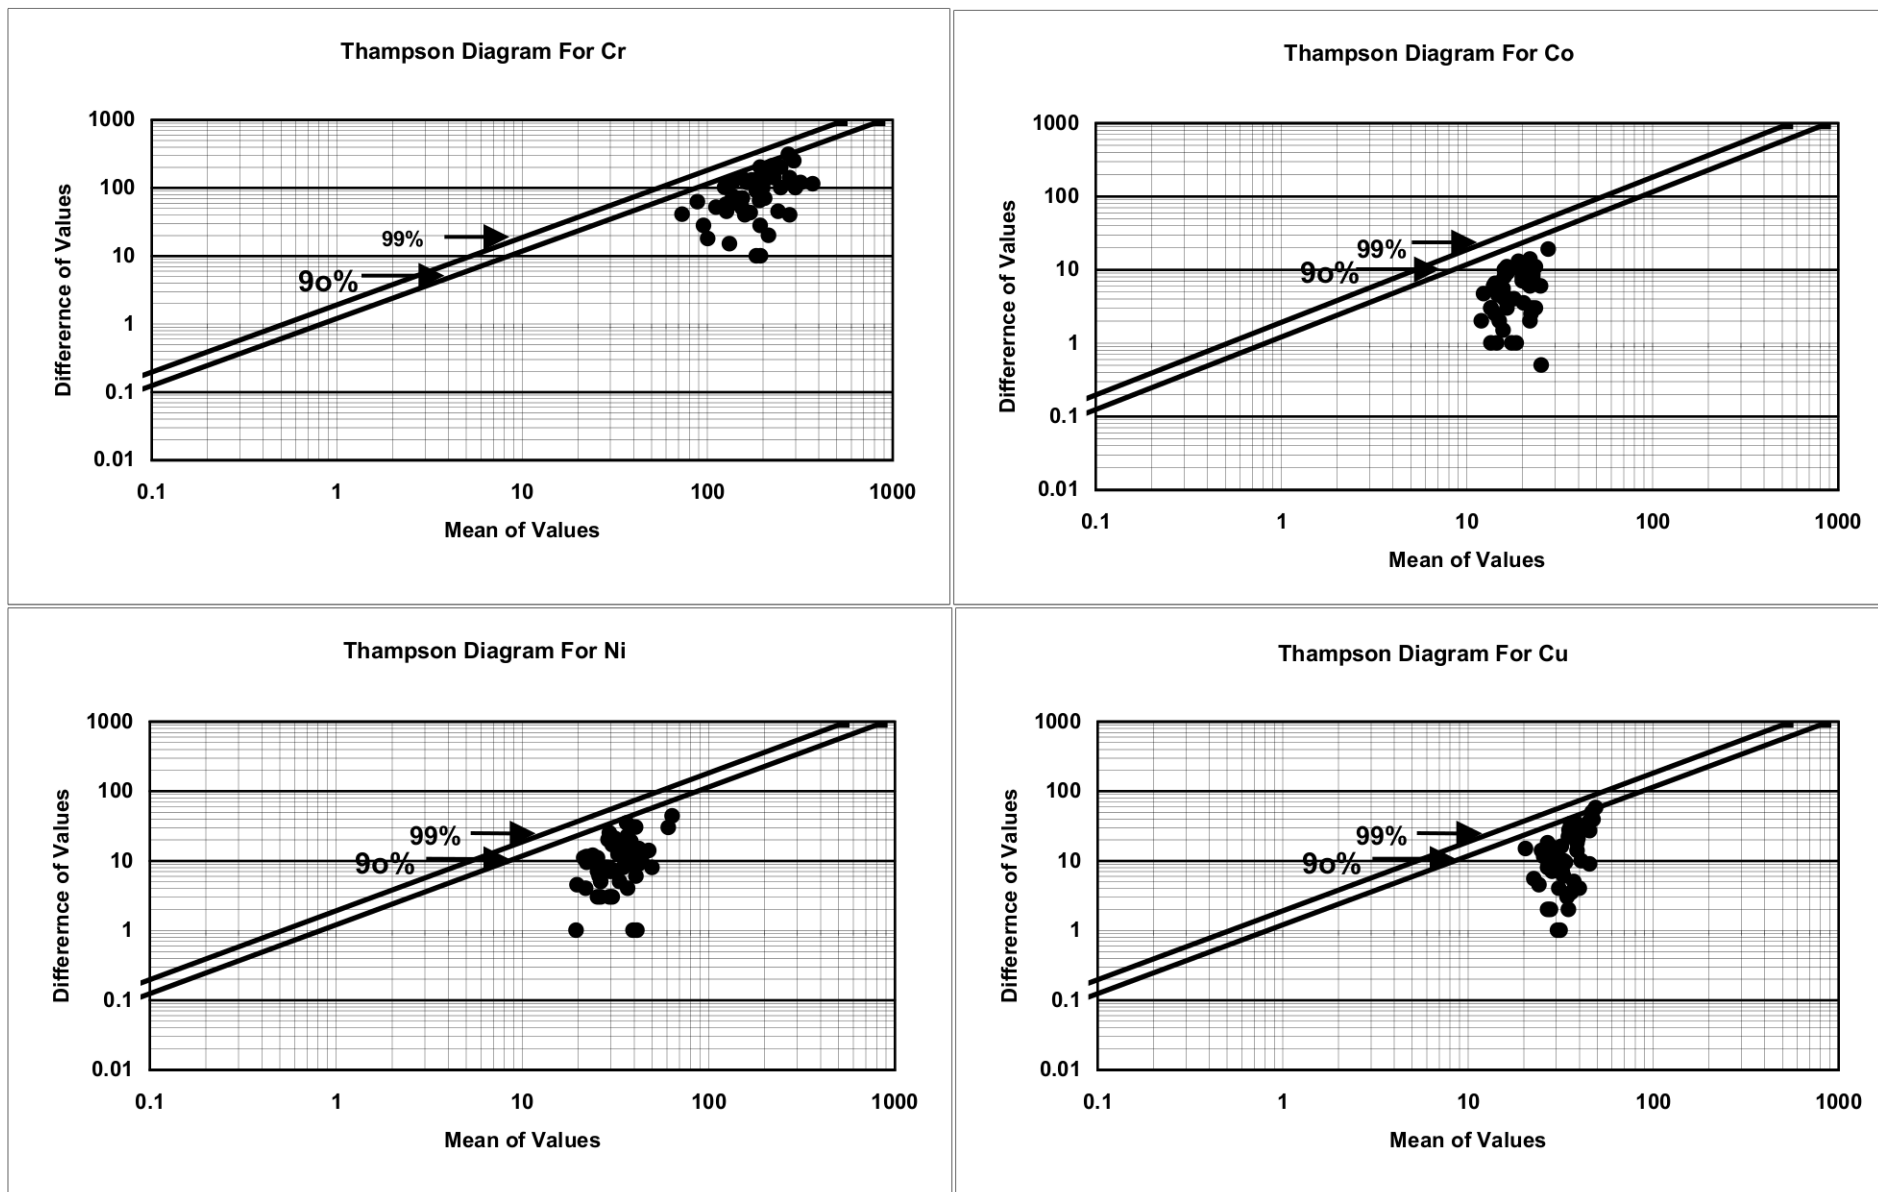 Thampson Diagram For Cr
1000
100
10
1
0.1
0.01
0.1 1 10 100 1000
Differernce of Values
Mean of Values
99%
9o%
Thampson Diagram For Co
1000
100
10
1
0.1
0.01
0.1 1 10 100 1000
Differernce of Values
Mean of Values
99%
9o%
Thampson Diagram For Ni
1000
100
10
1
0.1
0.01
0.1 1 10 100 1000
Differernce of Values
Mean of Values
99%
9o%
Thampson Diagram For Cu
1000
100
10
1
0.1
0.01
0.1 1 10 100 1000
Differernce of Values
Mean of Values
99%
9o%